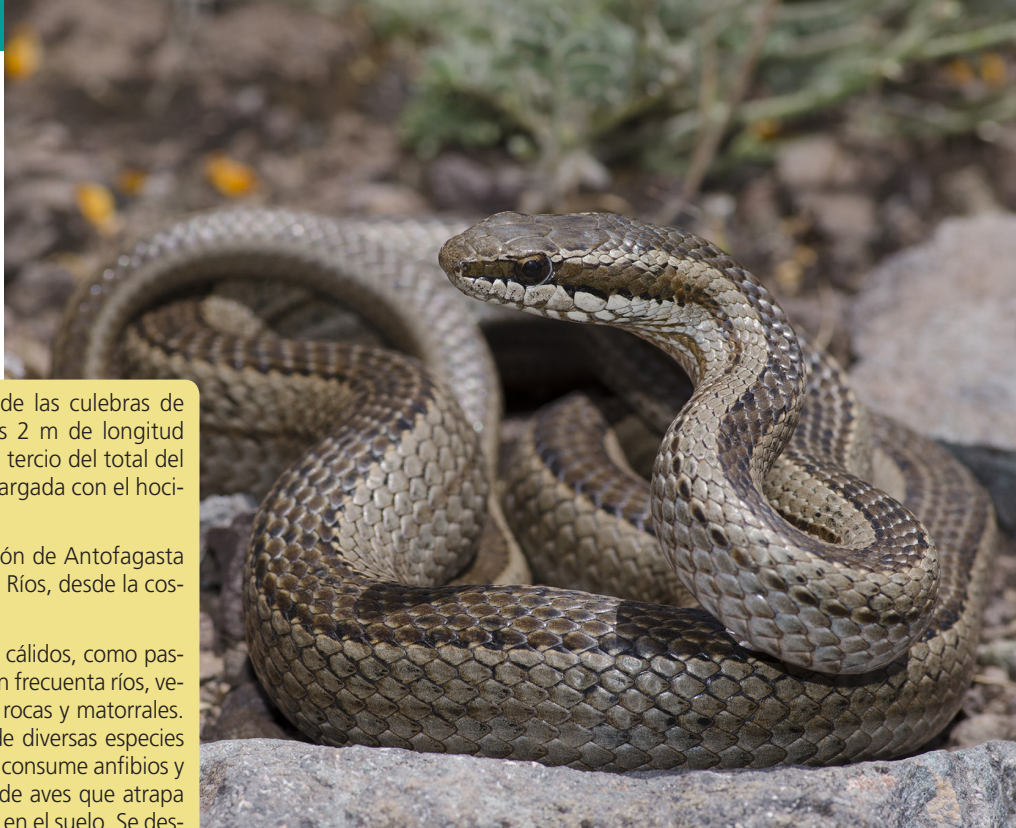 de las culebras de
s 2 m de longitud
tercio del total del
argada con el hoci-
ón de Antofagasta
Ríos, desde la cos-
cálidos, como pas-
n frecuenta ríos, ve-
rocas y matorrales.
de diversas especies
consume anfibios y
de aves que atrapa
en el suelo. Se des-